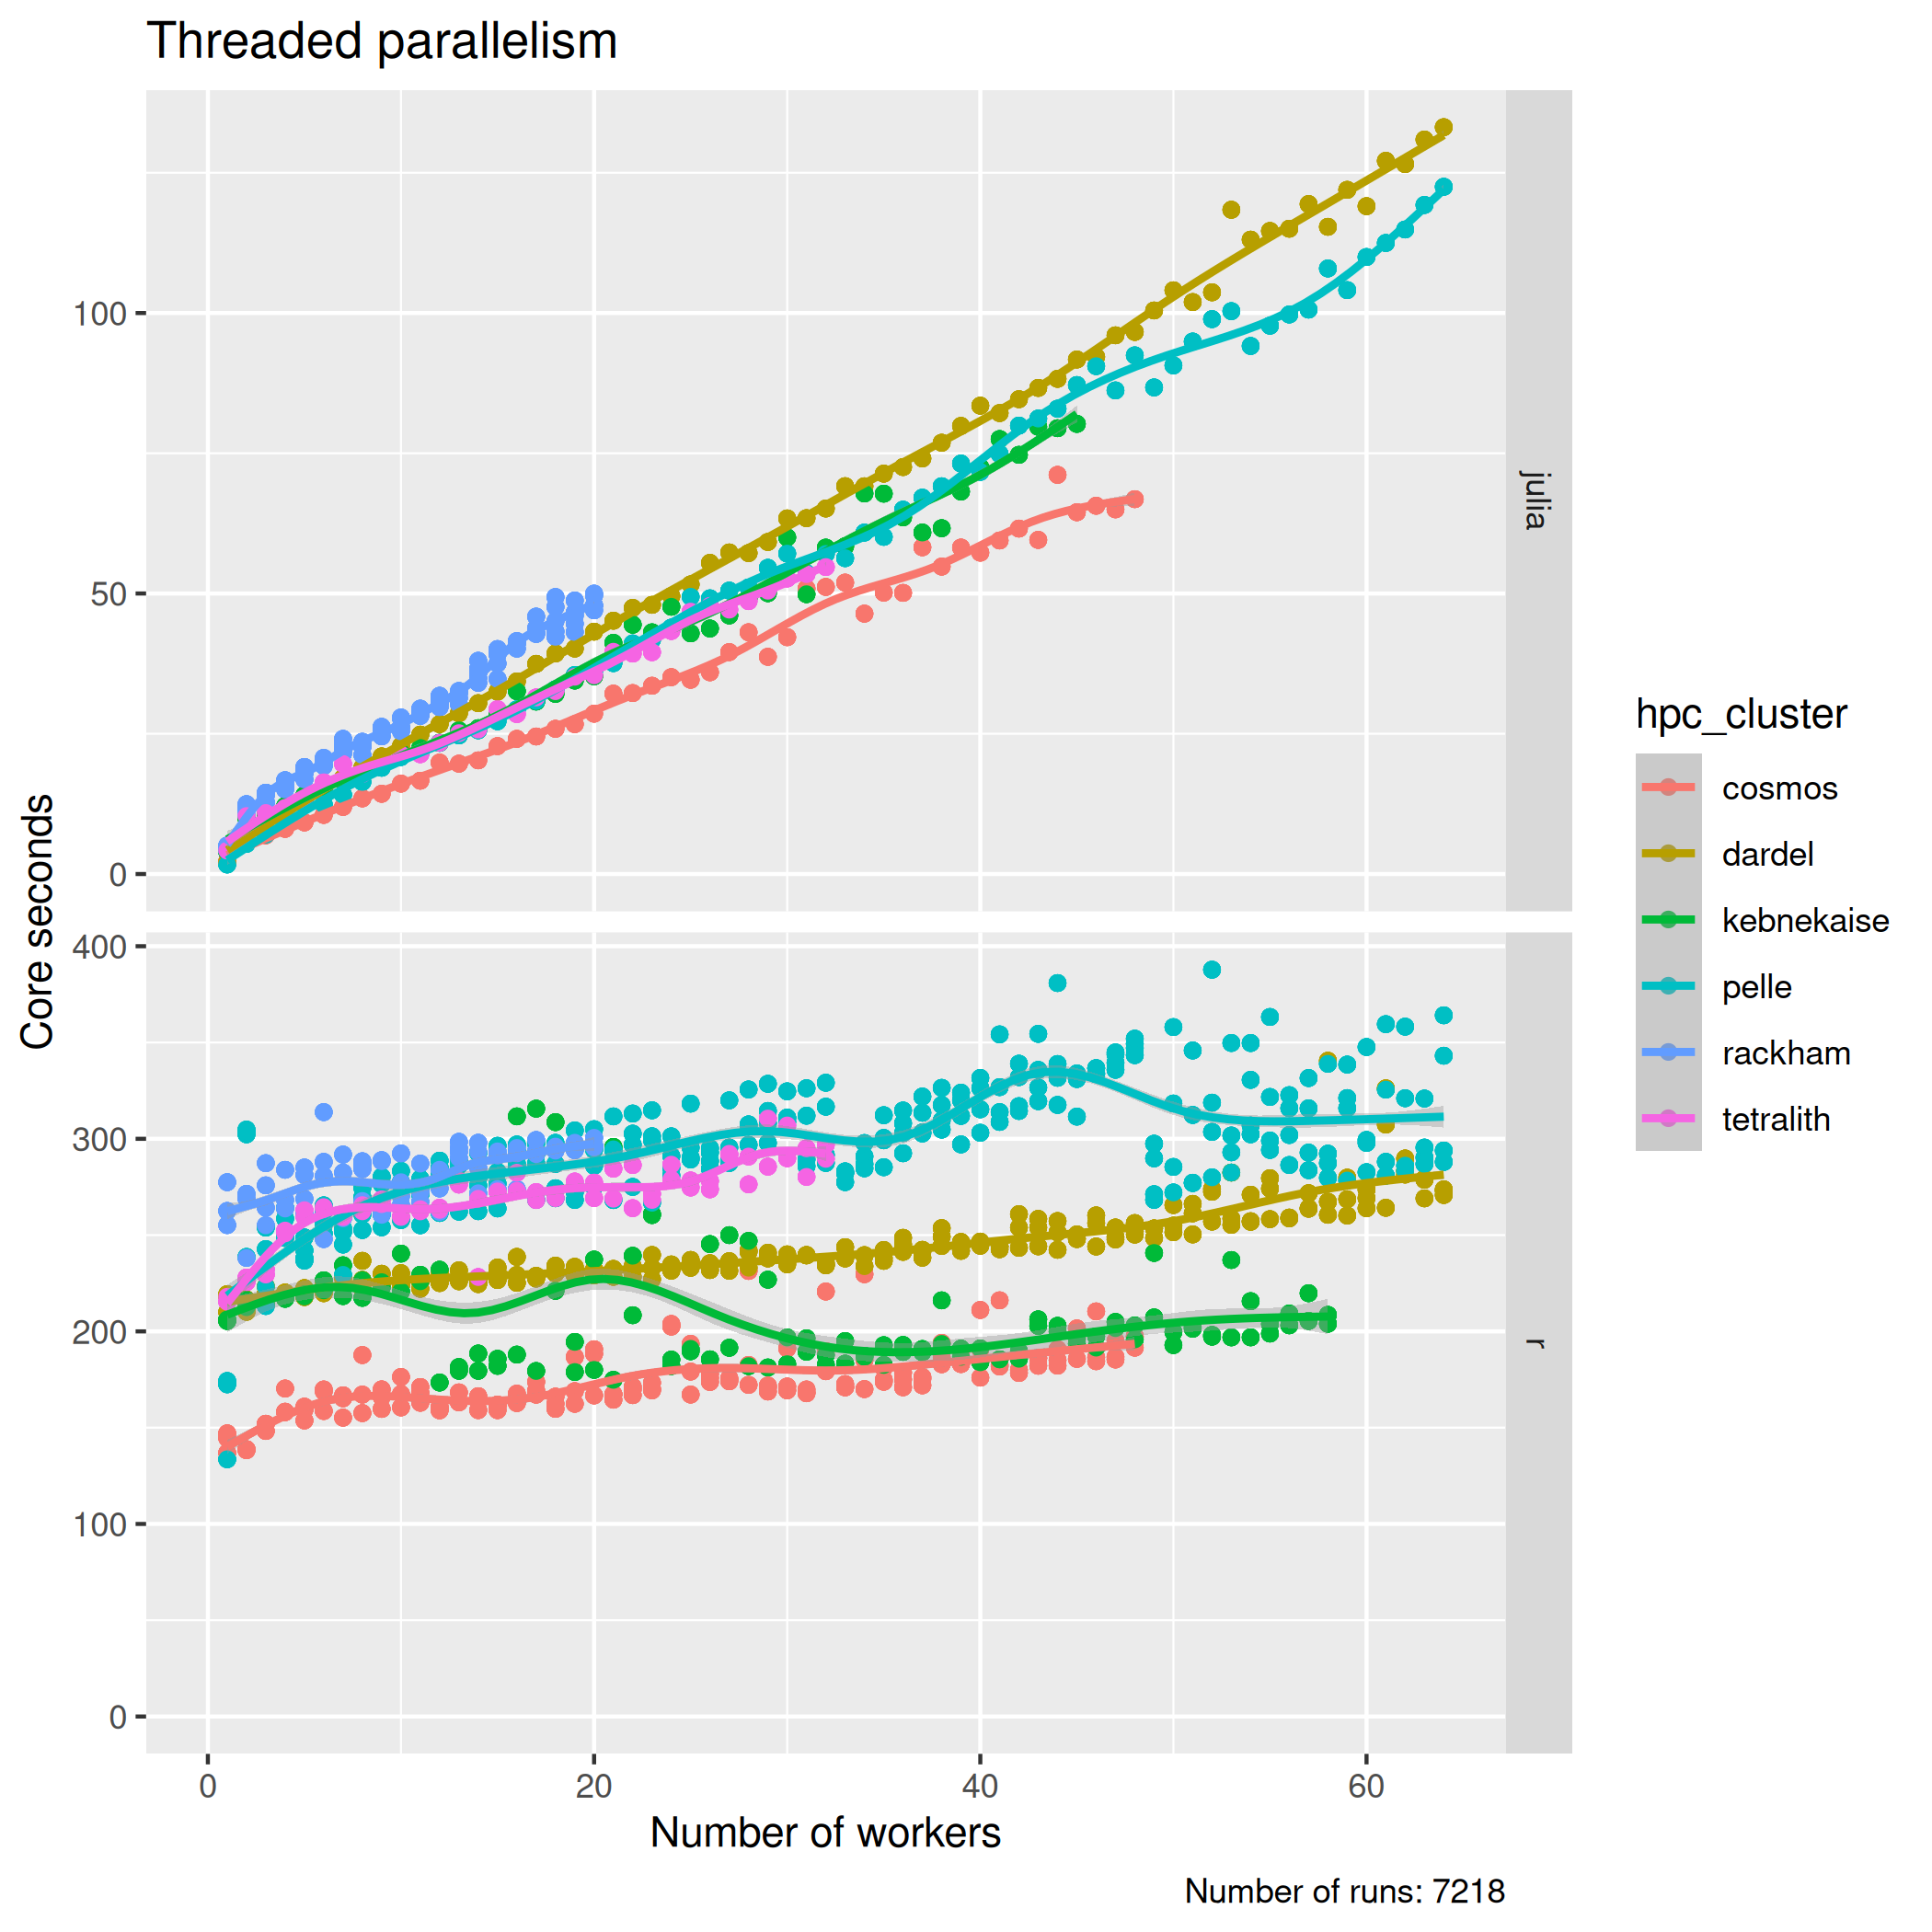 Threaded parallelism
Core seconds
100
50
0
julia
400
300
200
100
0
r
0 20 40 60
Number of workers
hpc_cluster
cosmos
dardel
kebnekaise
pelle
rackham
tetralith
Number of runs: 7218